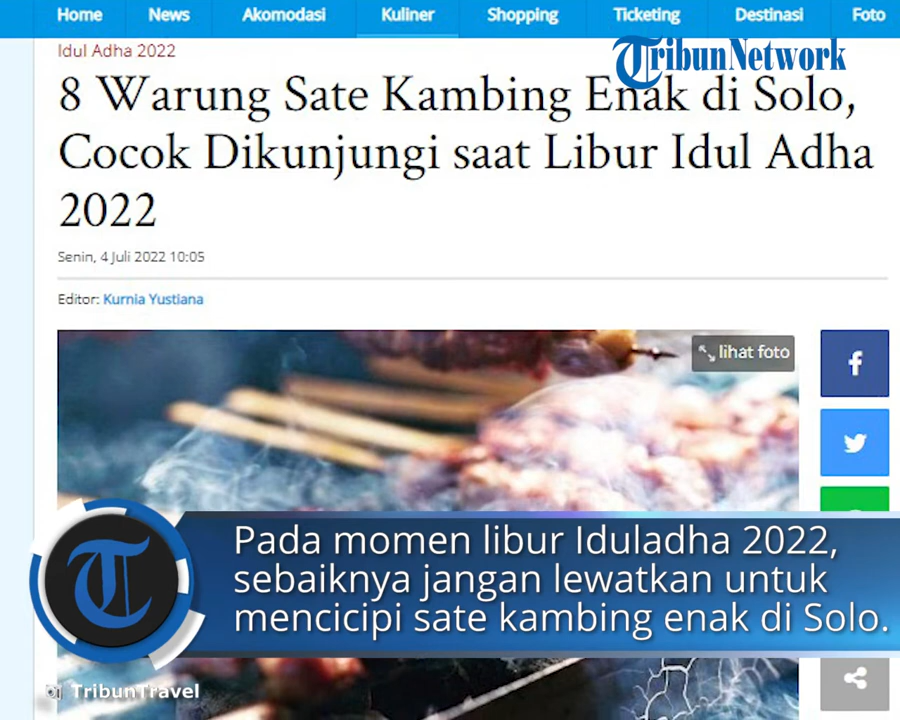 Home News Akomodasi Kuliner Shopping Ticketing Destinasi Foto
Idul Adha 2022
TribunNetwork
8 Warung Sate Kambing Enak di Solo,
Cocok Dikunjungi saat Libur Idul Adha
2022
Senin, 4 Juli 2022 10:05
Editor: Kurnia Yustiana
lihat foto
Pada momen libur Iduladha 2022,
sebaiknya jangan lewatkan untuk
mencicipi sate kambing enak di Solo.
TribunTravel